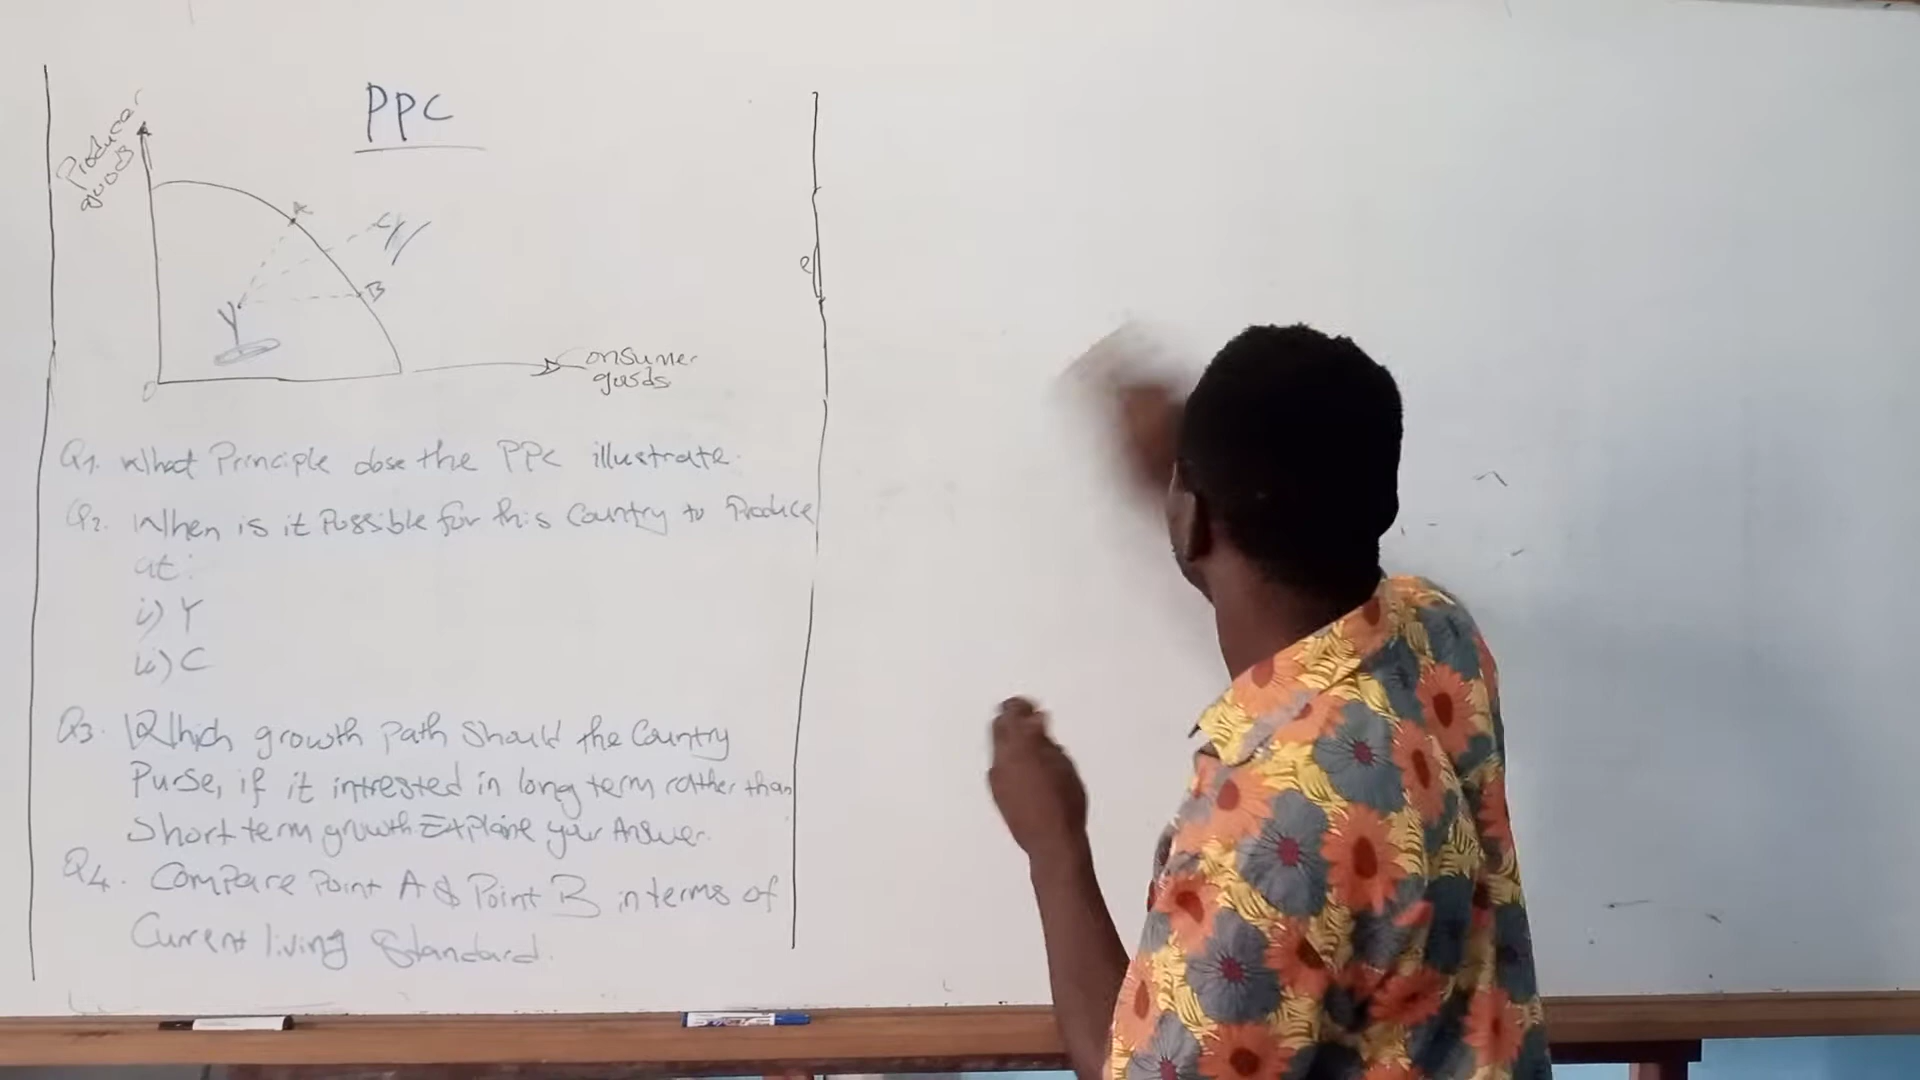 PPC
Producer
goods
A
C
B
Y
O
Consumer
goods
Q1. What Principle dose the PPC illustrate.
Q2. When is it Possible for this Country to Produce
at:
i) Y
ii) C
Q3. Which growth path should the Country
Purse, if it intrested in long term rather than
Short term growth. Explaine your Answer.
Q4. Compare Point A & Point B in terms of
Current living Standard.